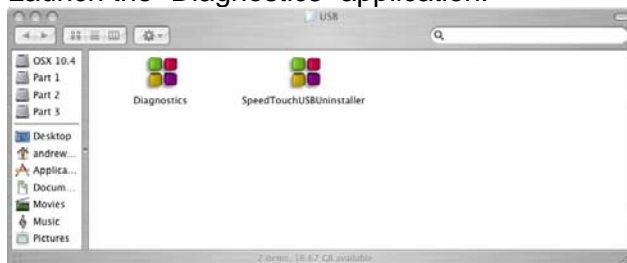 Launch the "Diagnostics" application.
USB
OSX 10.4
Part 1
Part 2
Part 3
Desktop
andrew...
Applica...
Docum...
Movies
Music
Pictures
Diagnostics
SpeedTouchUSBUninstaller
2 items, 16.67 GB available